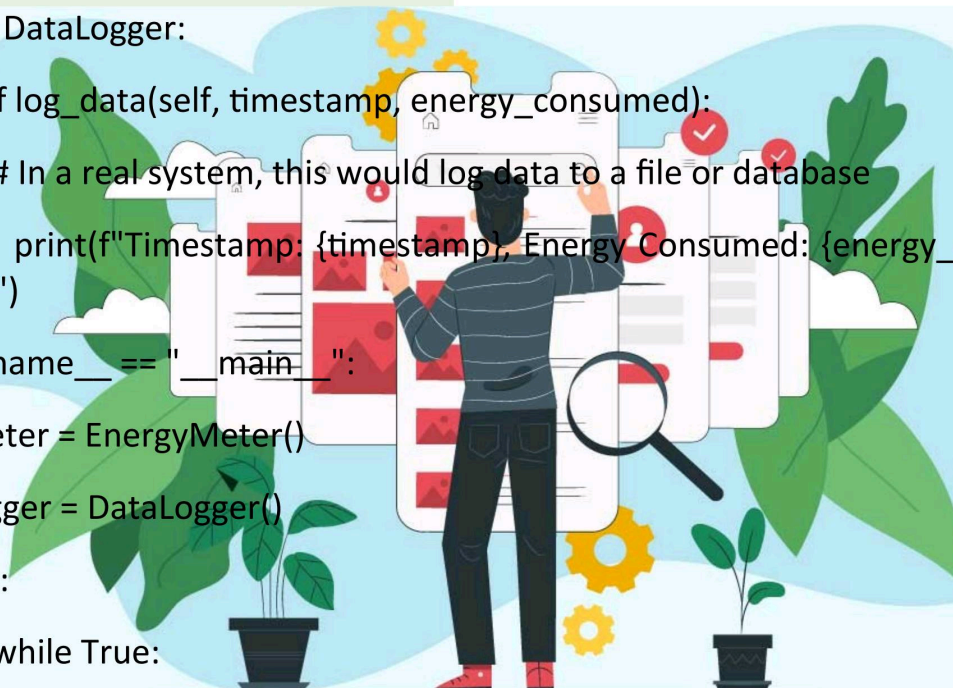 DataLogger:
f log_data(self, timestamp, energy_consumed):
# In a real system, this would log data to a file or database
print(f"Timestamp: {timestamp}, Energy Consumed: {energy_
")
name__ == "__main__":
eter = EnergyMeter()
gger = DataLogger()
:
while True: